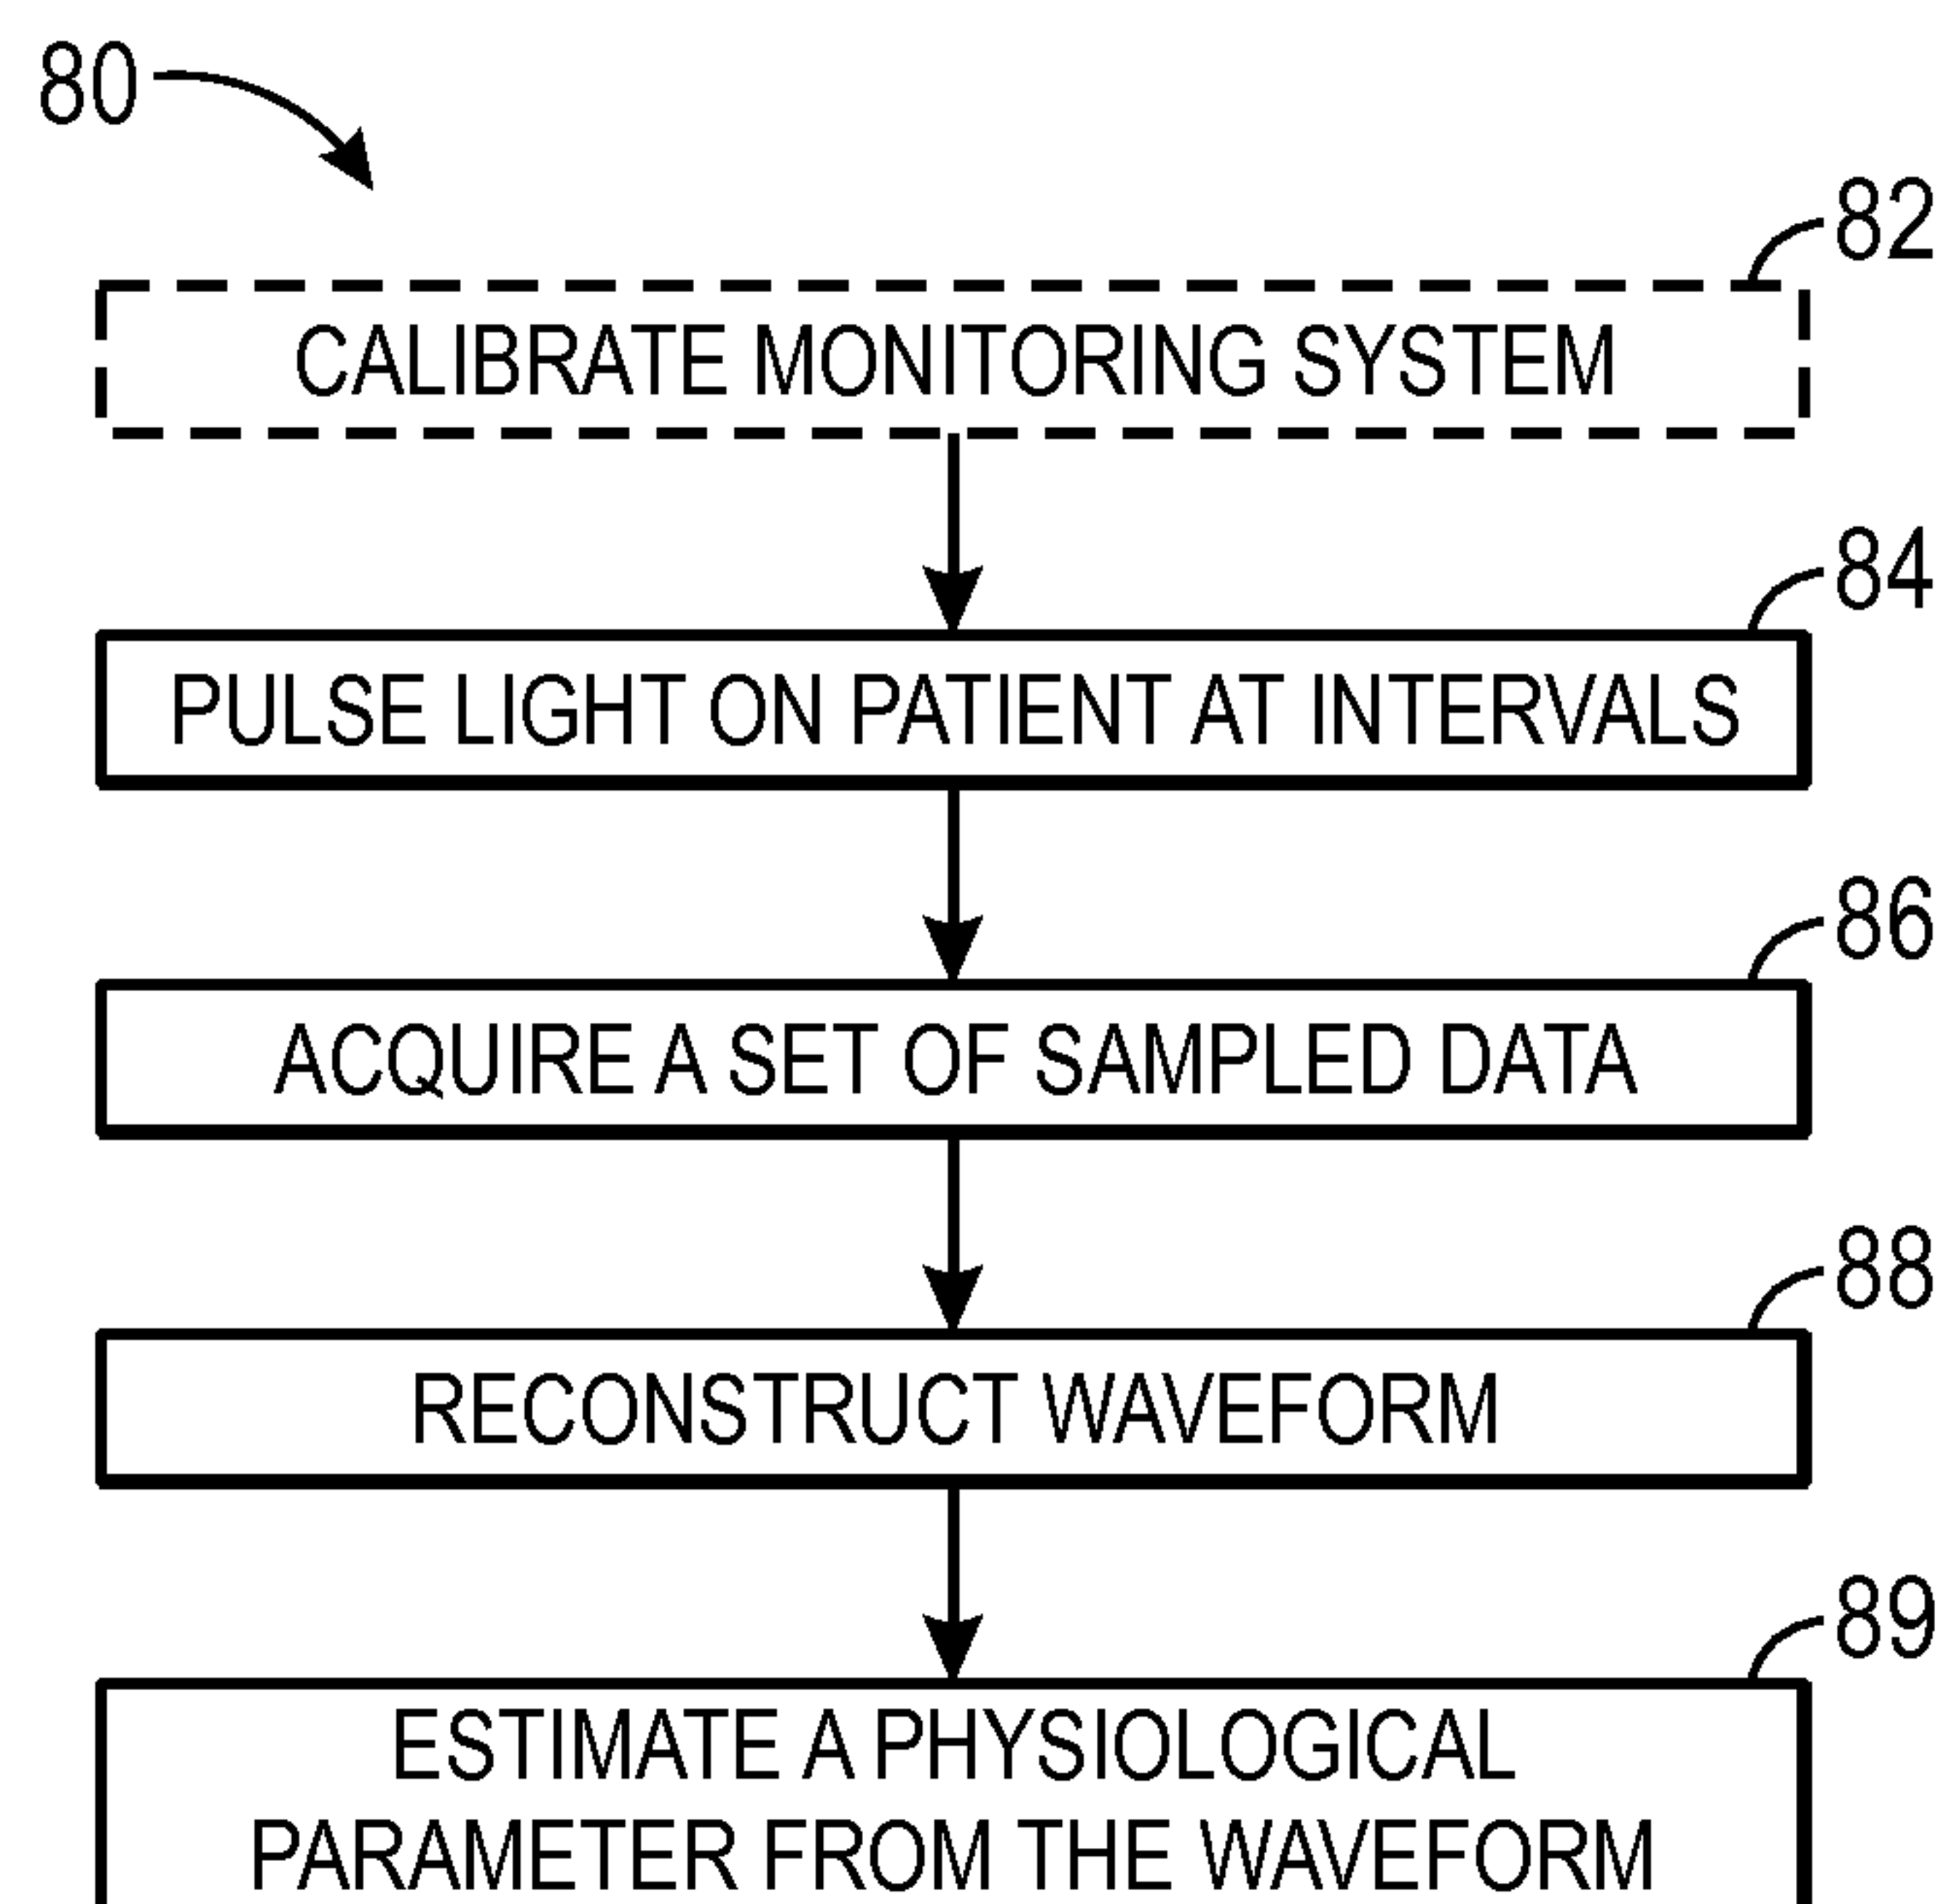 80
82
CALIBRATE MONITORING SYSTEM
84
PULSE LIGHT ON PATIENT AT INTERVALS
86
ACQUIRE A SET OF SAMPLED DATA
88
RECONSTRUCT WAVEFORM
89
ESTIMATE A PHYSIOLOGICAL
PARAMETER FROM THE WAVEFORM